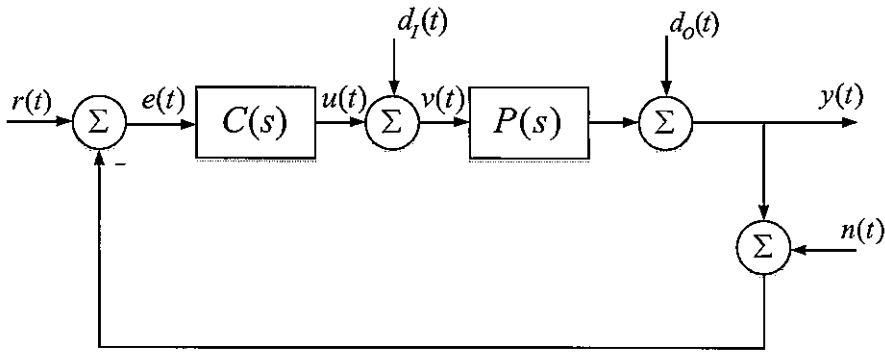 d_I(t)
d_O(t)
r(t)
Σ
e(t)
C(s)
u(t)
Σ
v(t)
P(s)
Σ
y(t)
–
Σ
n(t)